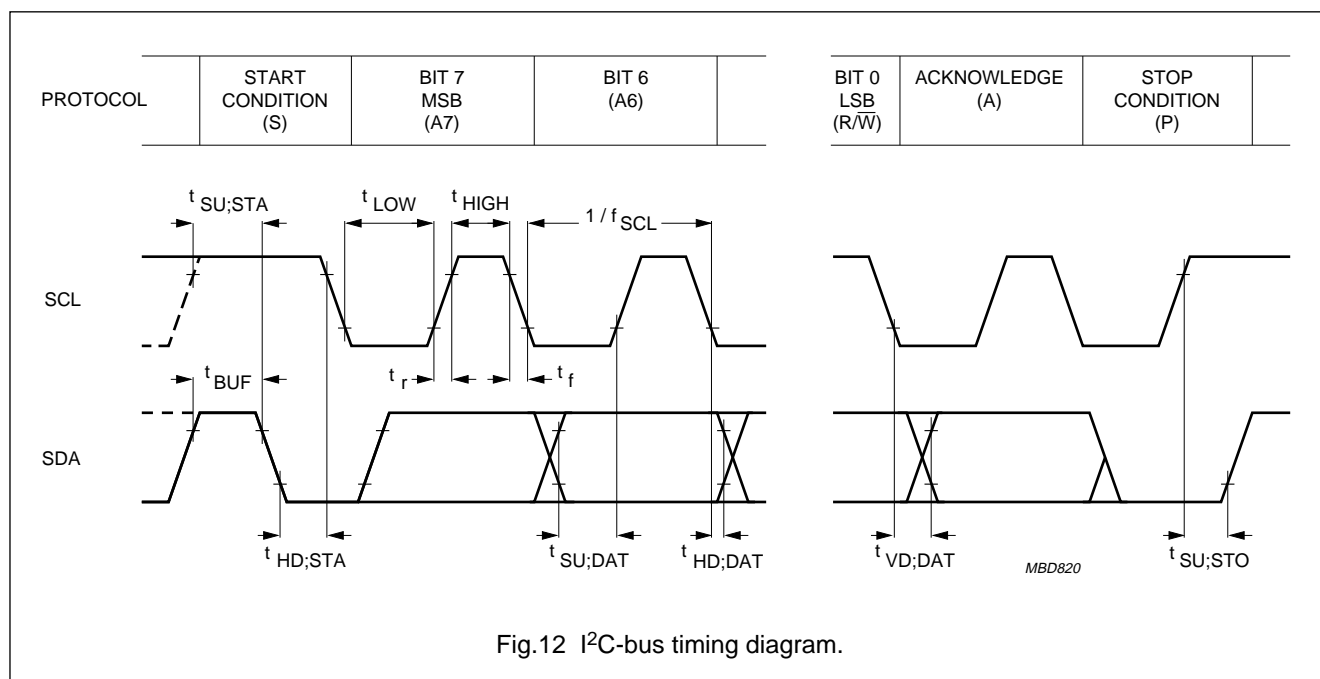 PROTOCOL
START CONDITION (S)
BIT 7 MSB (A7)
BIT 6 (A6)
BIT 0 LSB (R/W̅)
ACKNOWLEDGE (A)
STOP CONDITION (P)
t SU;STA
t LOW
t HIGH
1 / f SCL
SCL
t BUF
t r
t f
SDA
t HD;STA
t SU;DAT
t HD;DAT
t VD;DAT
MBD820
t SU;STO
Fig.12 I²C-bus timing diagram.